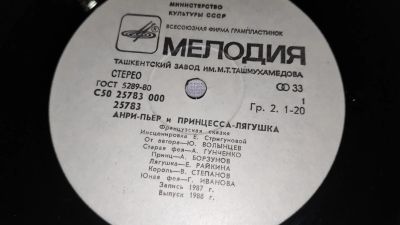 МИНИСТЕРСТВО
КУЛЬТУРЫ СССР
ВСЕСОЮЗНАЯ ФИРМА ГРАМПЛАСТИНОК
МЕЛОДИЯ
ТАШКЕНТСКИЙ ЗАВОД ИМ. М.Т. ТАШМУХАМЕДОВА
СТЕРЕО 33
ГОСТ 5289-80 1
С50 25783 000 Гр. 2. 1-20
25783
АНРИ-ПЬЕР и ПРИНЦЕССА-ЛЯГУШКА
Французская сказка
Инсценировка Е. Стригуновой
От автора—Ю. ВОЛЫНЦЕВ
Старая фея—А. ГУНЧЕНКО
Принц—А. БОРЗУНОВ
Лягушка—Е. РАЙКИНА
Король—В. СТЕПАНОВ
Юная фея—Г. ИВАНОВА
Запись 1987 г.
Выпуск 1988 г.